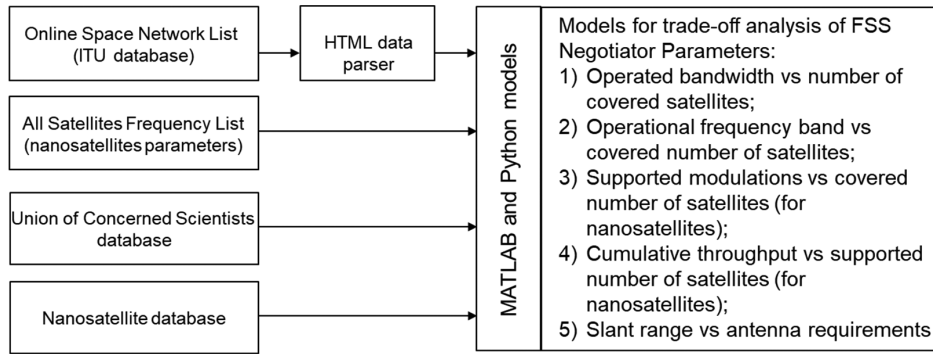 Online Space Network List
(ITU database)
HTML data
parser
All Satellites Frequency List
(nanosatellites parameters)
Union of Concerned Scientists
database
Nanosatellite database
MATLAB and Python models
Models for trade-off analysis of FSS
Negotiator Parameters:
1) Operated bandwidth vs number of
covered satellites;
2) Operational frequency band vs
covered number of satellites;
3) Supported modulations vs covered
number of satellites (for
nanosatellites);
4) Cumulative throughput vs supported
number of satellites (for
nanosatellites);
5) Slant range vs antenna requirements